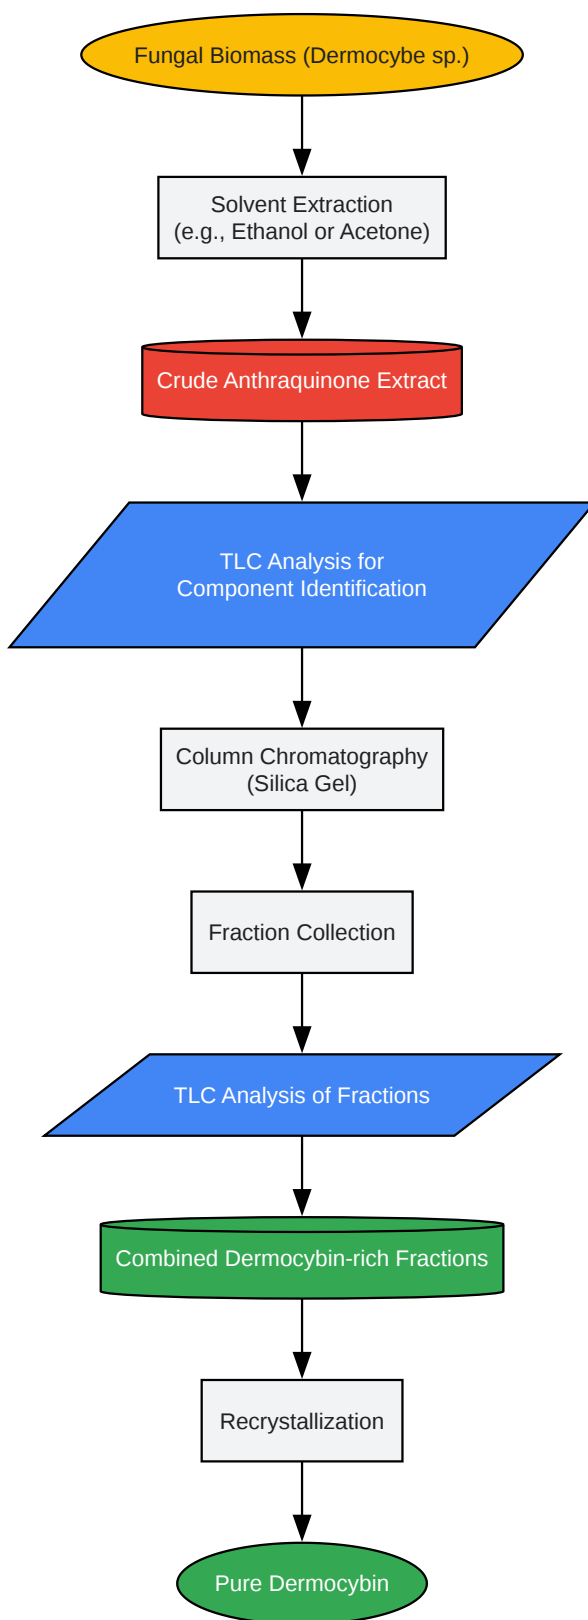 Fungal Biomass (Dermocybe sp.)
Solvent Extraction
(e.g., Ethanol or Acetone)
Crude Anthraquinone Extract
TLC Analysis for
Component Identification
Column Chromatography
(Silica Gel)
Fraction Collection
TLC Analysis of Fractions
Combined Dermocybin-rich Fractions
Recrystallization
Pure Dermocybin